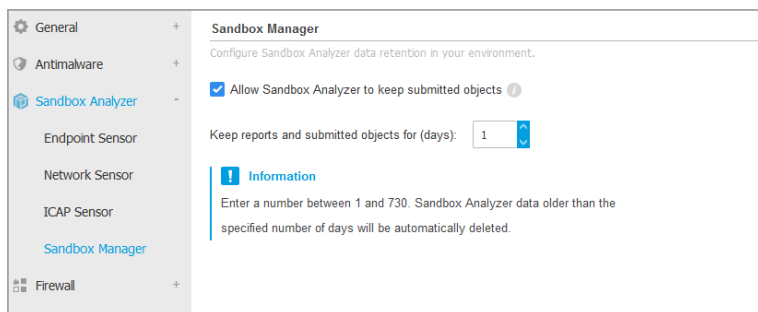 General +
Antimalware +
Sandbox Analyzer -
Endpoint Sensor
Network Sensor
ICAP Sensor
Sandbox Manager
Firewall +
Sandbox Manager
Configure Sandbox Analyzer data retention in your environment.
Allow Sandbox Analyzer to keep submitted objects i
Keep reports and submitted objects for (days): 1
! Information
Enter a number between 1 and 730. Sandbox Analyzer data older than the
specified number of days will be automatically deleted.